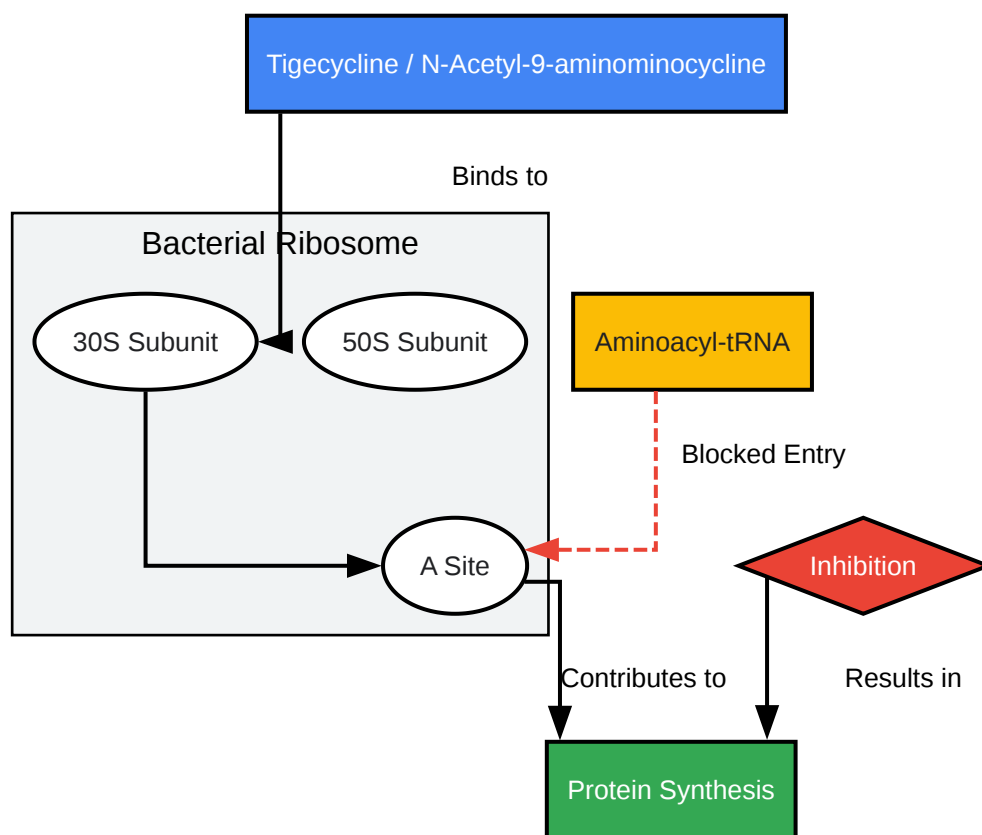 Tigecycline / N-Acetyl-9-aminominocycline
Binds to
Bacterial Ribosome
30S Subunit
50S Subunit
Aminoacyl-tRNA
Blocked Entry
A Site
Inhibition
Contributes to
Results in
Protein Synthesis